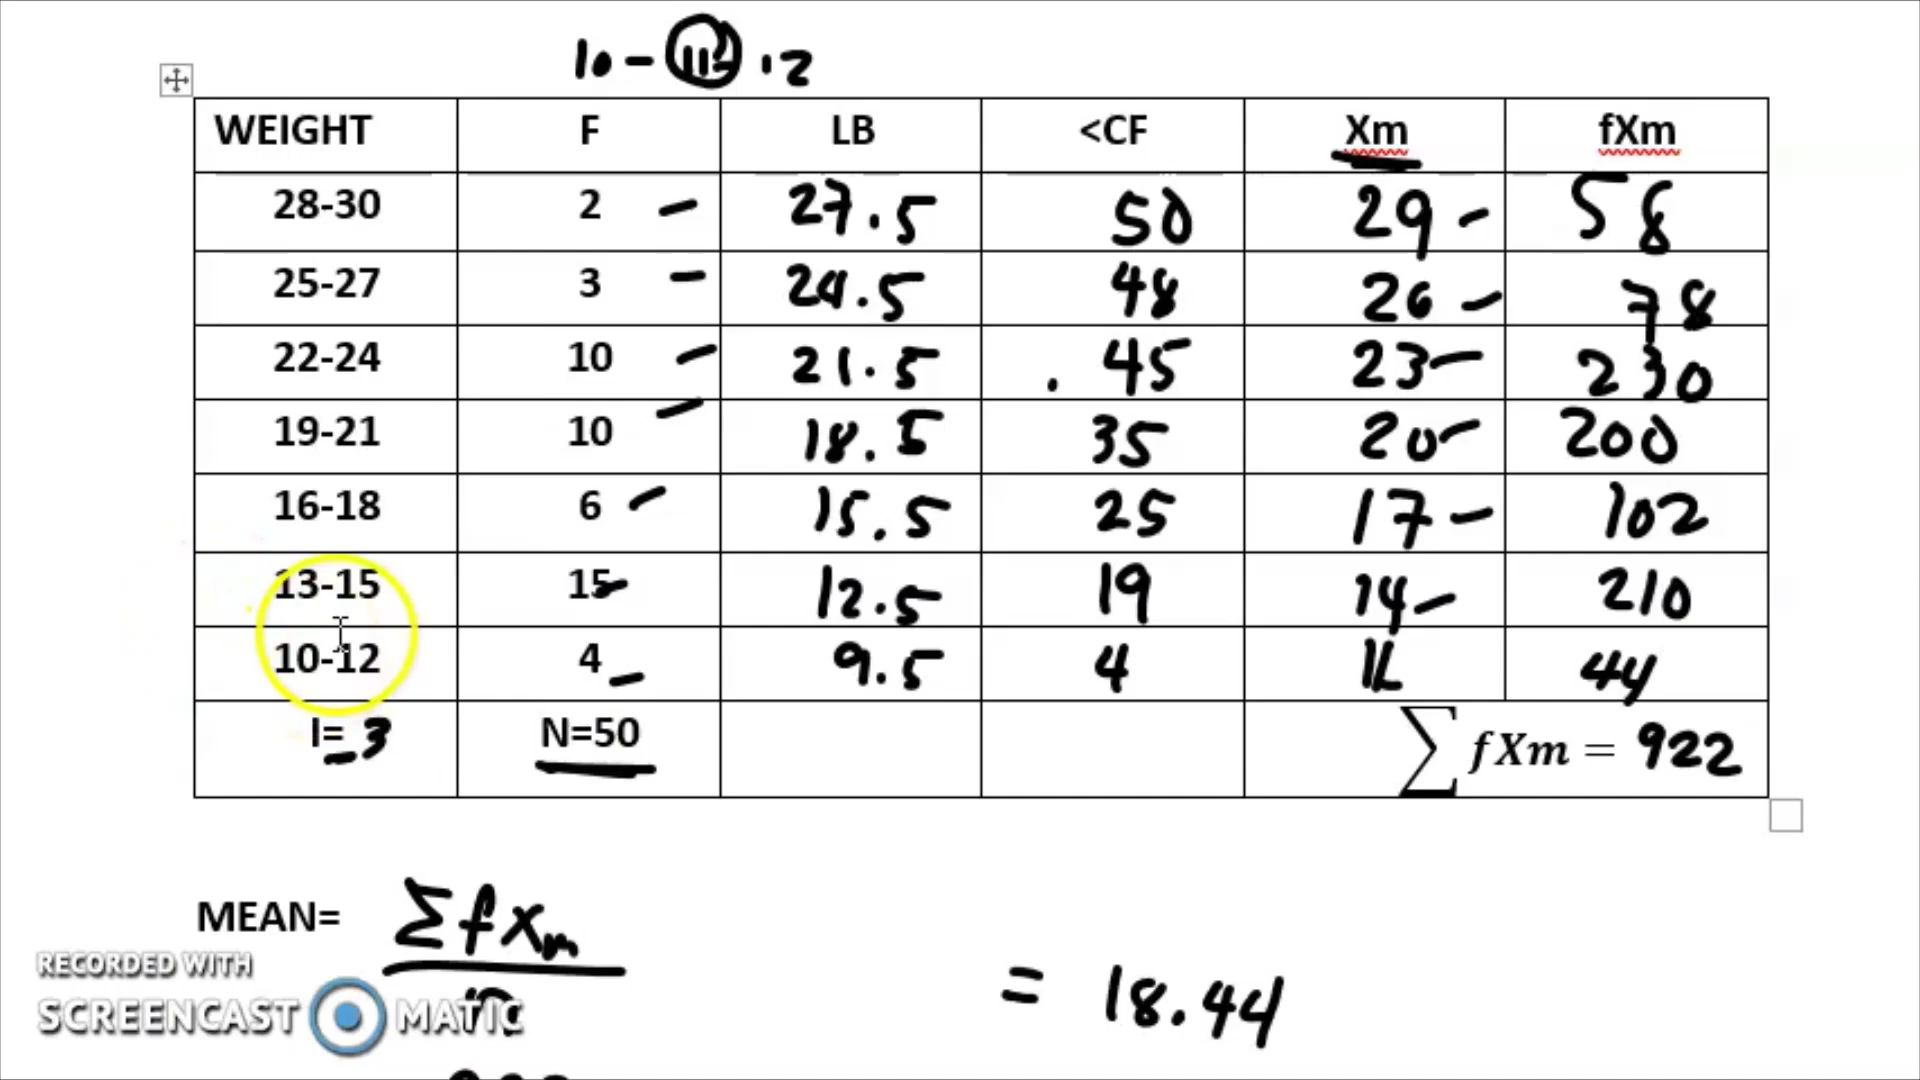 10 - 11 - 12
WEIGHT F LB <CF Xm fXm
28-30 2 - 27.5 50 29 - 58
25-27 3 - 24.5 48 26 - 78
22-24 10 - 21.5 . 45 23 - 230
19-21 10 - 18.5 35 20 - 200
16-18 6 - 15.5 25 17 - 102
13-15 15 - 12.5 19 14 - 210
10-12 4 - 9.5 4 11 44
I= 3 N=50 ∑ fXm = 922
MEAN= Σf Xm
RECORDED WITH
n
= 18.44
SCREENCAST MATIC